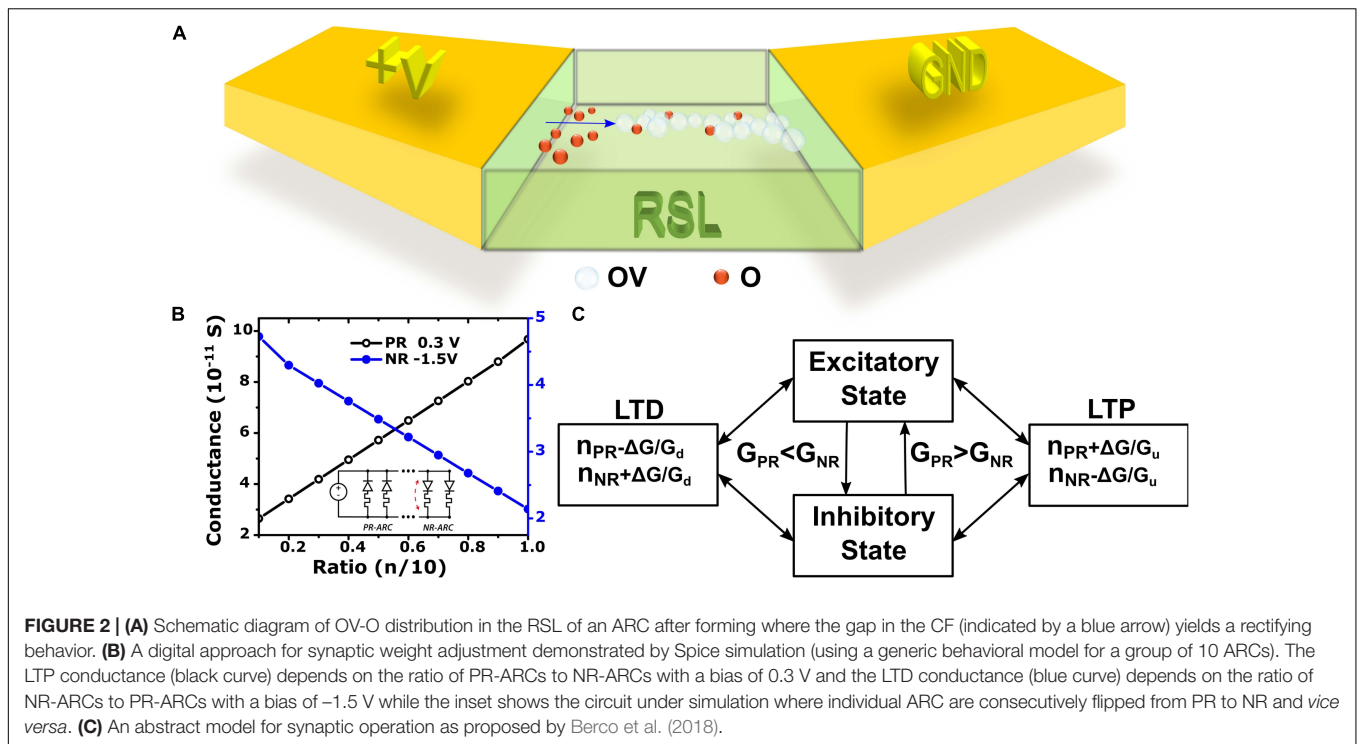 A
+V
GND
RSL
OV
O
B
PR 0.3 V
NR -1.5V
Conductance (10⁻¹¹ S)
10
8
6
4
2
5
4
3
2
PR-ARC
NR-ARC
0.2 0.4 0.6 0.8 1.0
Ratio (n/10)
C
Excitatory
State
LTD
n_PR-ΔG/G_d
n_NR+ΔG/G_d
G_PR<G_NR
G_PR>G_NR
LTP
n_PR+ΔG/G_u
n_NR-ΔG/G_u
Inhibitory
State
FIGURE 2 | (A) Schematic diagram of OV-O distribution in the RSL of an ARC after forming where the gap in the CF (indicated by a blue arrow) yields a rectifying
behavior. (B) A digital approach for synaptic weight adjustment demonstrated by Spice simulation (using a generic behavioral model for a group of 10 ARCs). The
LTP conductance (black curve) depends on the ratio of PR-ARCs to NR-ARCs with a bias of 0.3 V and the LTD conductance (blue curve) depends on the ratio of
NR-ARCs to PR-ARCs with a bias of –1.5 V while the inset shows the circuit under simulation where individual ARC are consecutively flipped from PR to NR and vice
versa. (C) An abstract model for synaptic operation as proposed by Berco et al. (2018).